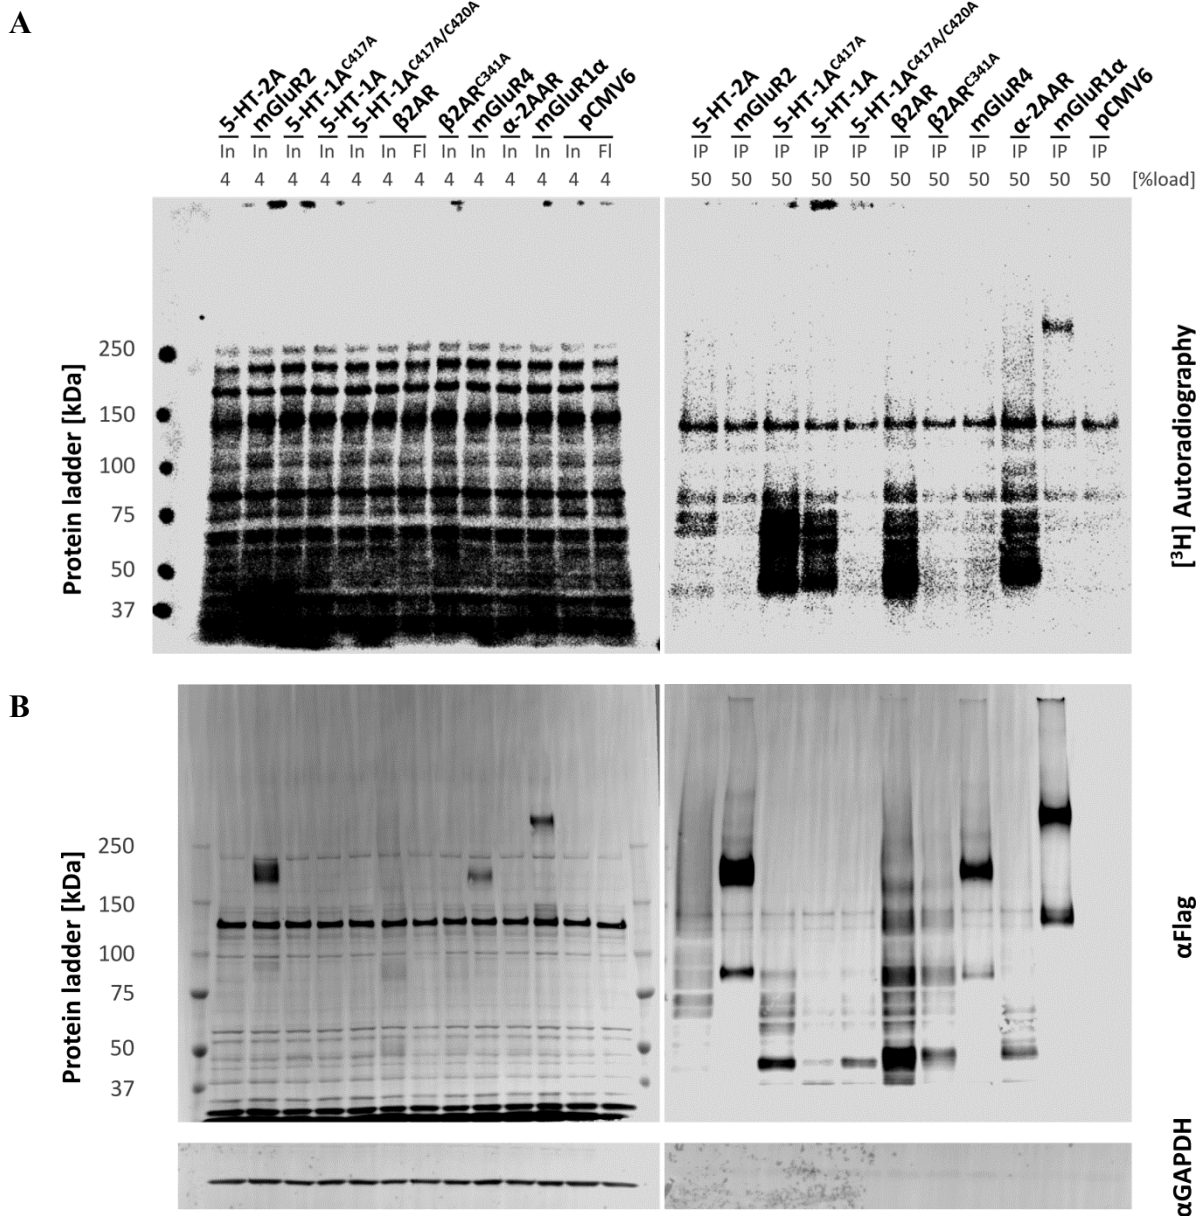 A
5-HT-2A mGluR2 5-HT-1A^C417A 5-HT-1A 5-HT-1A^C417A/C420A β2AR β2AR^C341A mGluR4 α-2AAR mGluR1α pCMV6
5-HT-2A mGluR2 5-HT-1A^C417A 5-HT-1A 5-HT-1A^C417A/C420A β2AR β2AR^C341A mGluR4 α-2AAR mGluR1α pCMV6
In In In In In In Fl In In In In In Fl
IP IP IP IP IP IP IP IP IP IP IP
4 4 4 4 4 4 4 4 4 4 4 4 4
50 50 50 50 50 50 50 50 50 50 50 [%load]
Protein ladder [kDa]
250
150
100
75
50
37
[³H] Autoradiography
B
Protein ladder [kDa]
250
150
100
75
50
37
αFlag
αGAPDH